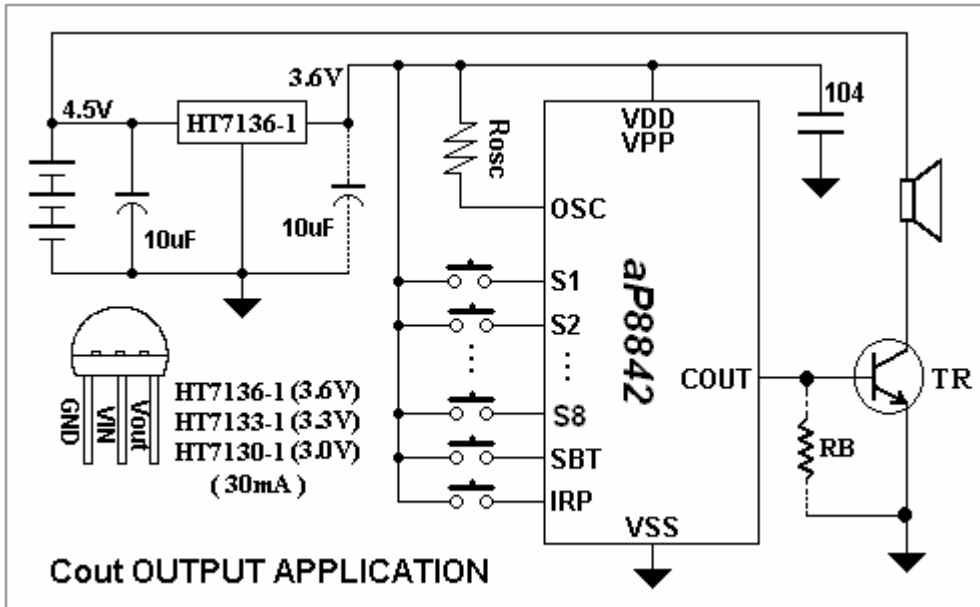 3.6V
4.5V
HT7136-1
10uF
10uF
Rosc
104
VDD
VPP
OSC
S1
S2
S8
SBT
IRP
aP8842
COUT
VSS
TR
RB
GND
VIN
Vout
HT7136-1 (3.6V)
HT7133-1 (3.3V)
HT7130-1 (3.0V)
( 30mA )
Cout OUTPUT APPLICATION